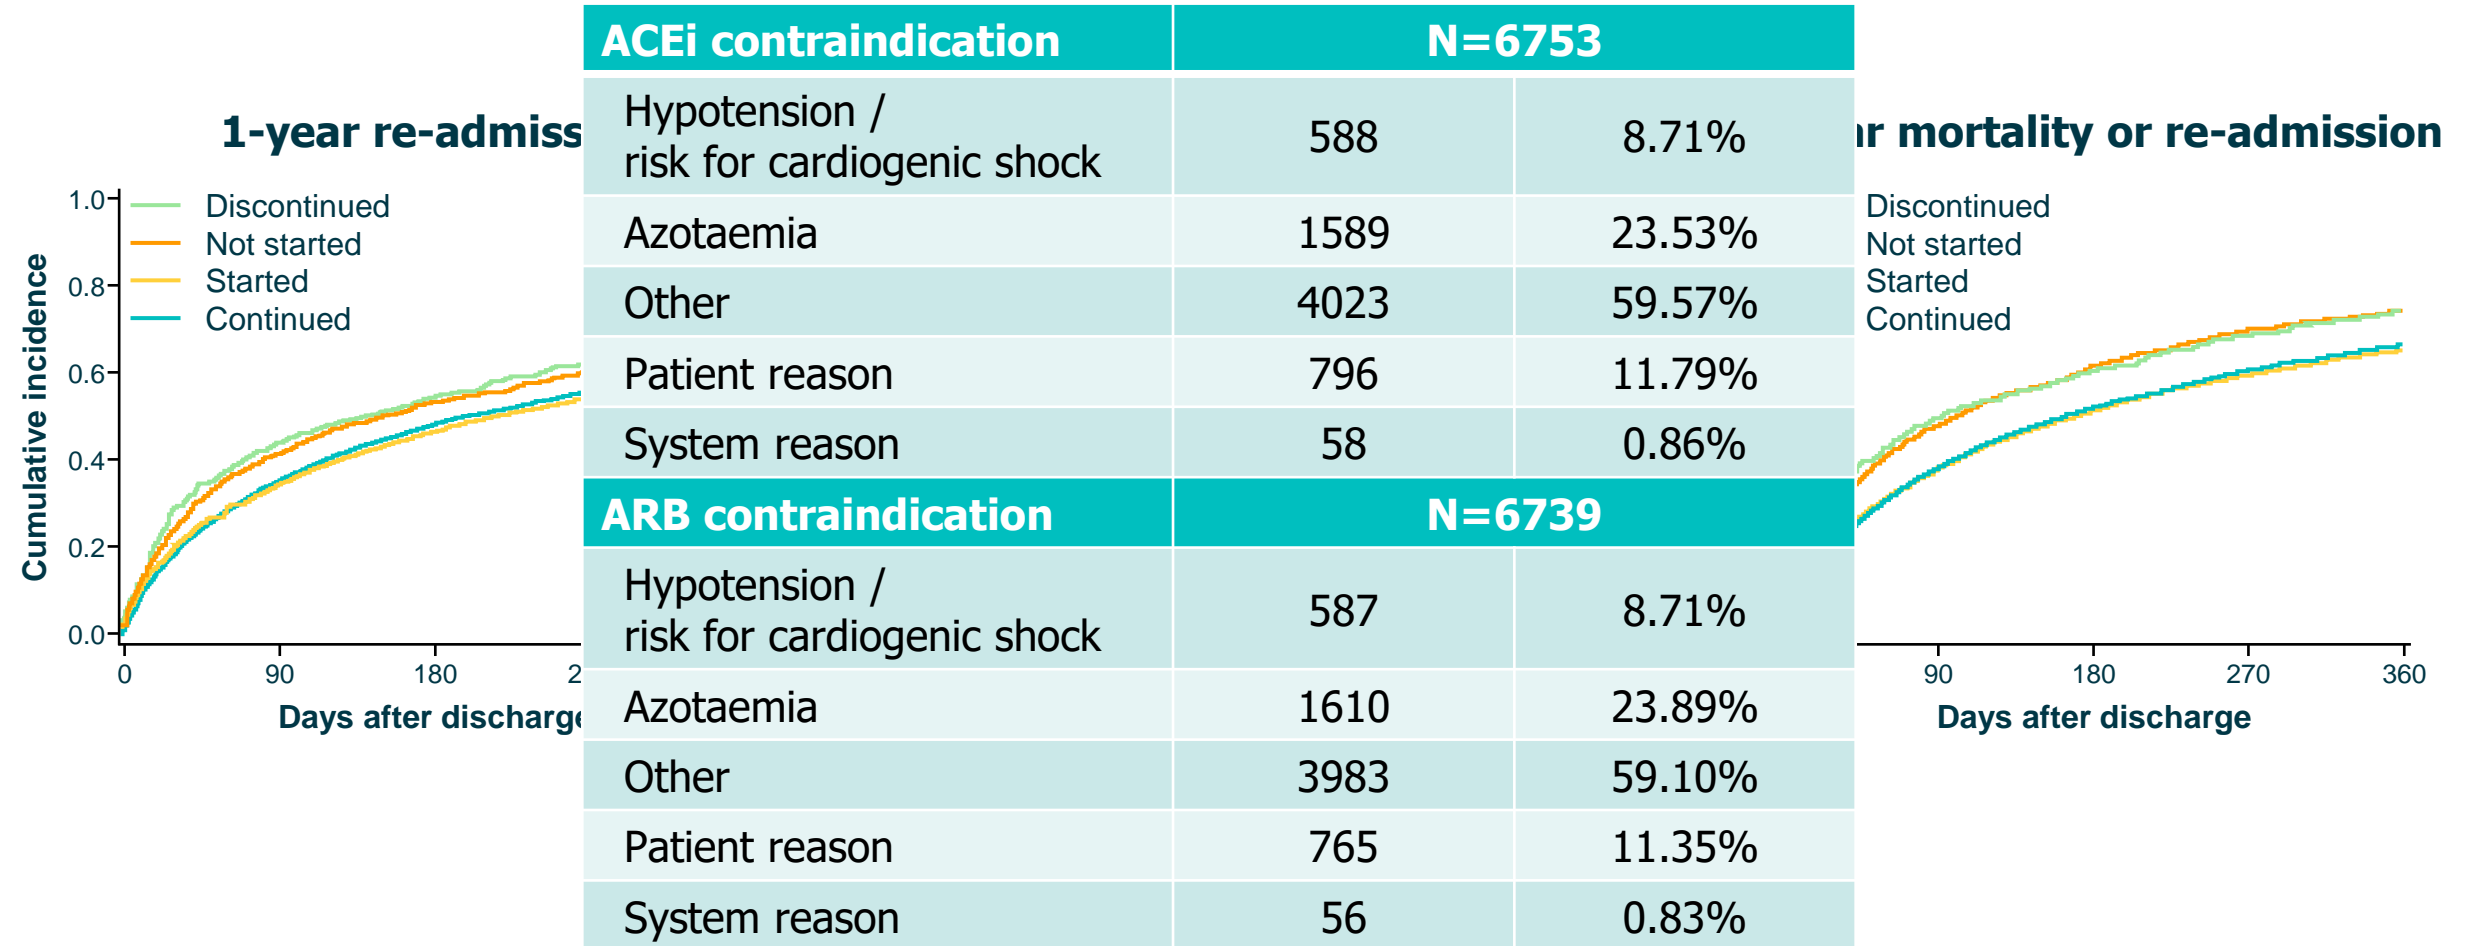 1-year re-admiss
1.0
0.8
0.6
0.4
0.2
0.0
Cumulative incidence
Discontinued
Not started
Started
Continued
0 90 180 2
Days after discharge
ACEi contraindication N=6753
Hypotension /
risk for cardiogenic shock 588 8.71%
Azotaemia 1589 23.53%
Other 4023 59.57%
Patient reason 796 11.79%
System reason 58 0.86%
ARB contraindication N=6739
Hypotension /
risk for cardiogenic shock 587 8.71%
Azotaemia 1610 23.89%
Other 3983 59.10%
Patient reason 765 11.35%
System reason 56 0.83%
r mortality or re-admission
Discontinued
Not started
Started
Continued
90 180 270 360
Days after discharge